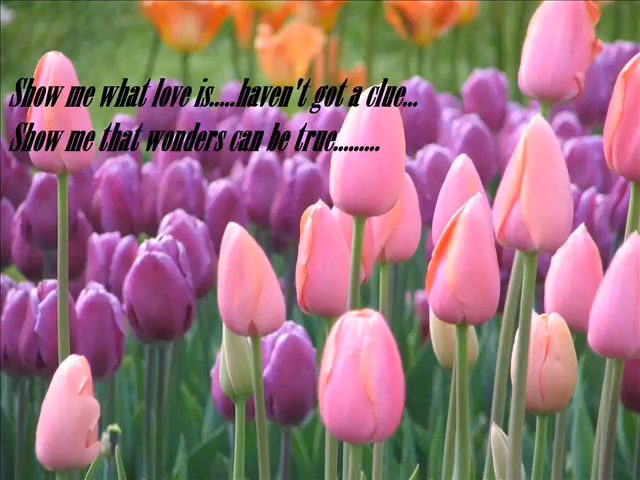 Show me what love is.....haven't got a clue...
Show me that wonders can be true.........